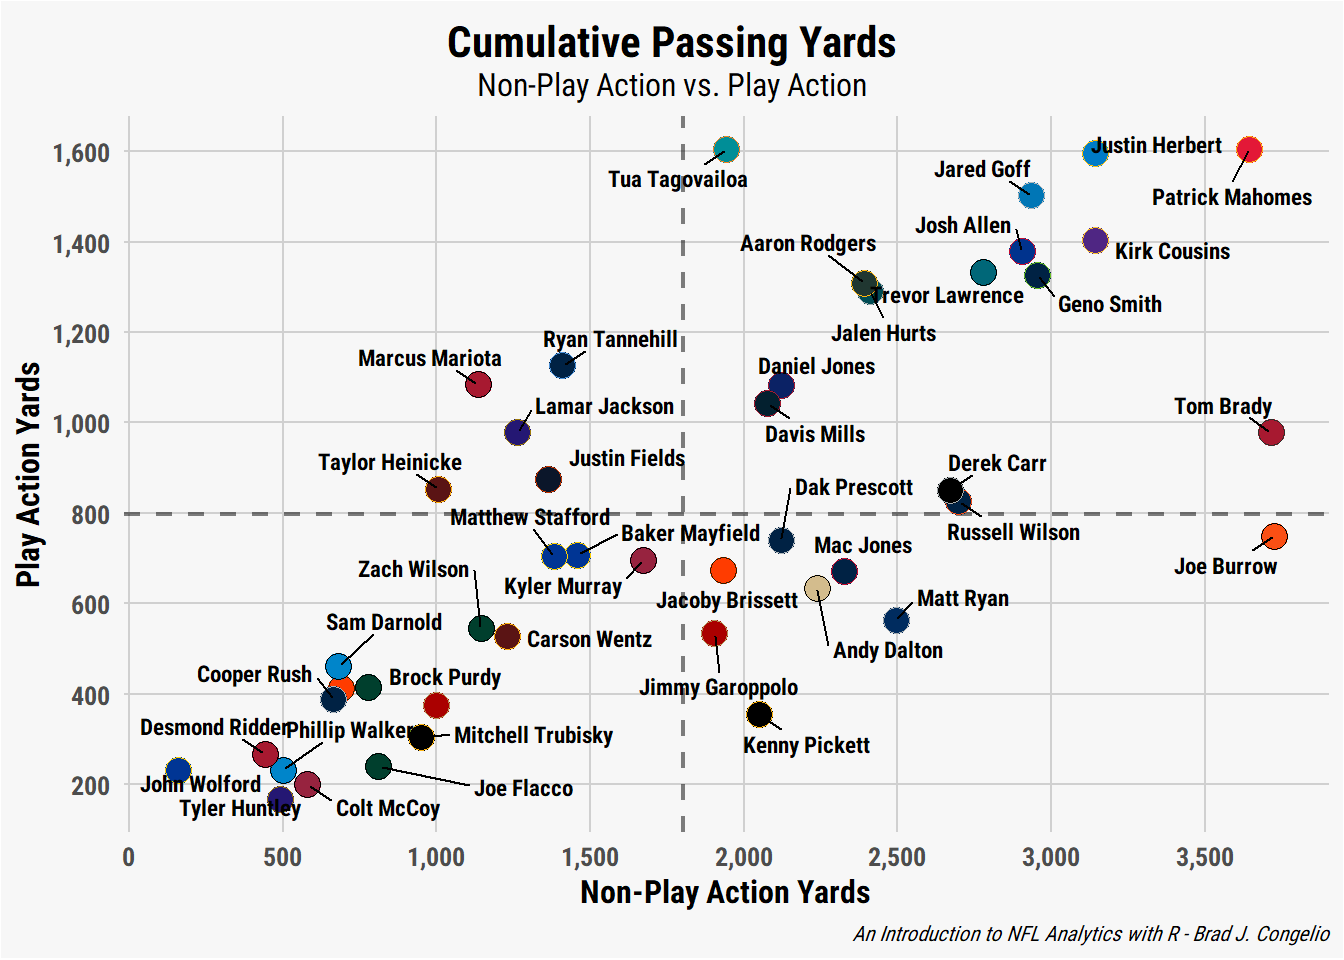 Cumulative Passing Yards
Non-Play Action vs. Play Action
Play Action Yards
1,600
1,400
1,200
1,000
800
600
400
200
Justin Herbert
Jared Goff
Tua Tagovailoa
Patrick Mahomes
Josh Allen
Aaron Rodgers
Kirk Cousins
Trevor Lawrence
Geno Smith
Jalen Hurts
Ryan Tannehill
Marcus Mariota
Daniel Jones
Lamar Jackson
Tom Brady
Davis Mills
Justin Fields
Taylor Heinicke
Derek Carr
Dak Prescott
Matthew Stafford
Baker Mayfield
Russell Wilson
Mac Jones
Zach Wilson
Joe Burrow
Kyler Murray
Jacoby Brissett
Matt Ryan
Sam Darnold
Carson Wentz
Andy Dalton
Cooper Rush
Brock Purdy
Jimmy Garoppolo
Desmond Ridder
Phillip Walker
Mitchell Trubisky
Kenny Pickett
John Wolford
Joe Flacco
Tyler Huntley
Colt McCoy
0
500
1,000
1,500
2,000
2,500
3,000
3,500
Non-Play Action Yards
An Introduction to NFL Analytics with R - Brad J. Congelio